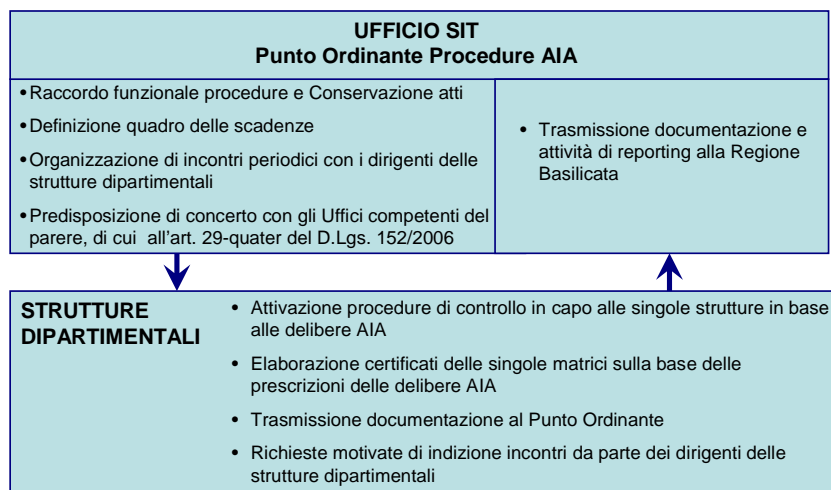 UFFICIO SIT
Punto Ordinante Procedure AIA
•Raccordo funzionale procedure e Conservazione atti
•Definizione quadro delle scadenze
•Organizzazione di incontri periodici con i dirigenti delle
strutture dipartimentali
•Predisposizione di concerto con gli Uffici competenti del
parere, di cui all'art. 29-quater del D.Lgs. 152/2006
• Trasmissione documentazione e
attività di reporting alla Regione
Basilicata
STRUTTURE
DIPARTIMENTALI
• Attivazione procedure di controllo in capo alle singole strutture in base
alle delibere AIA
• Elaborazione certificati delle singole matrici sulla base delle
prescrizioni delle delibere AIA
• Trasmissione documentazione al Punto Ordinante
• Richieste motivate di indizione incontri da parte dei dirigenti delle
strutture dipartimentali